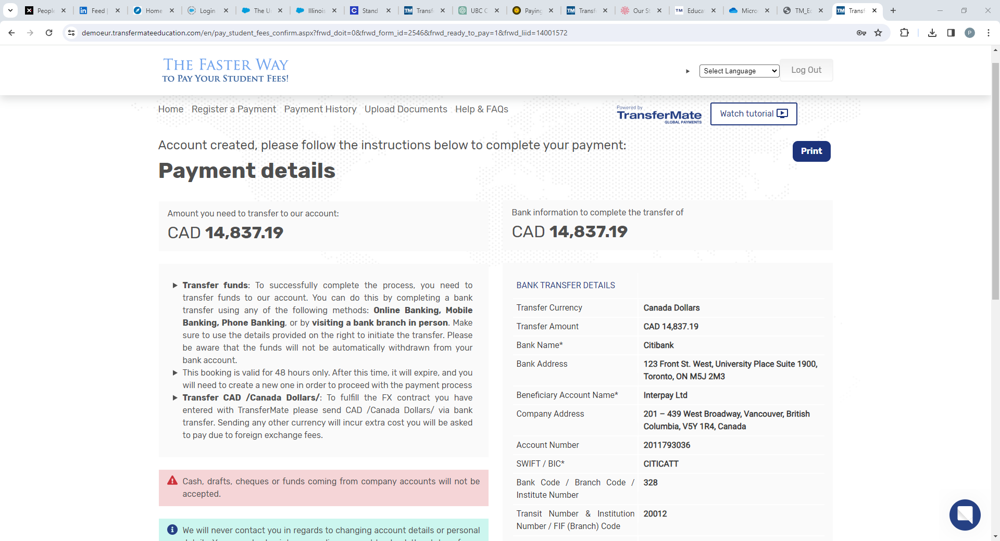 People
Feed
Home
Login
The U
Illinois
Stand
Transf
UBC C
Paying
Transf
Our St
Educa
Micro
TM_Ec
Transf
demoeur.transfermateeducation.com/en/pay_student_fees_confirm.aspx?frwd_doit=0&frwd_form_id=2546&frwd_ready_to_pay=1&frwd_liid=14001572
P
THE FASTER WAY
TO PAY YOUR STUDENT FEES!
Select Language
Log Out
Home Register a Payment Payment History Upload Documents Help & FAQs
Powered by
TransferMate
GLOBAL PAYMENTS
Watch tutorial
Account created, please follow the instructions below to complete your payment:
Print
Payment details
Amount you need to transfer to our account:
CAD 14,837.19
Bank information to complete the transfer of
CAD 14,837.19
Transfer funds: To successfully complete the process, you need to
transfer funds to our account. You can do this by completing a bank
transfer using any of the following methods: Online Banking, Mobile
Banking, Phone Banking, or by visiting a bank branch in person. Make
sure to use the details provided on the right to initiate the transfer. Please
be aware that the funds will not be automatically withdrawn from your
bank account.
This booking is valid for 48 hours only. After this time, it will expire, and you
will need to create a new one in order to proceed with the payment process
Transfer CAD /Canada Dollars/: To fulfill the FX contract you have
entered with TransferMate please send CAD /Canada Dollars/ via bank
transfer. Sending any other currency will incur extra cost you will be asked
to pay due to foreign exchange fees.
Cash, drafts, cheques or funds coming from company accounts will not be
accepted.
We will never contact you in regards to changing account details or personal
BANK TRANSFER DETAILS
Transfer Currency Canada Dollars
Transfer Amount CAD 14,837.19
Bank Name* Citibank
Bank Address 123 Front St. West, University Place Suite 1900,
Toronto, ON M5J 2M3
Beneficiary Account Name* Interpay Ltd
Company Address 201 – 439 West Broadway, Vancouver, British
Columbia, V5Y 1R4, Canada
Account Number 2011793036
SWIFT / BIC* CITICATT
Bank Code / Branch Code / 328
Institute Number
Transit Number & Institution 20012
Number / FIF (Branch) Code